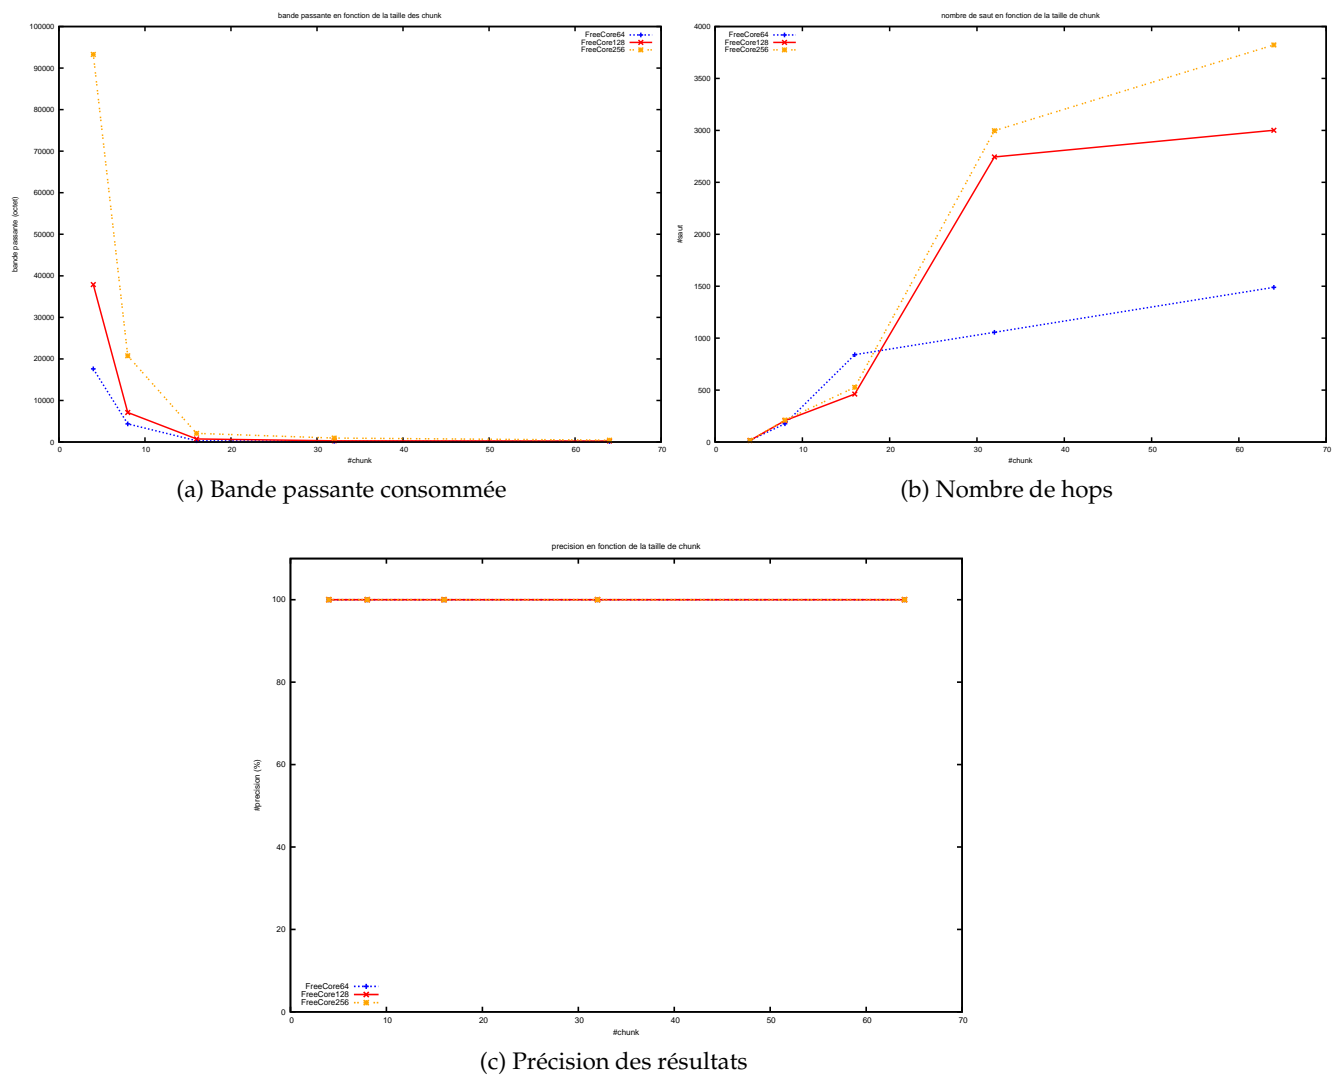 bande passante en fonction de la taille des chunk
FreeCore64
FreeCore128
FreeCore256
100000
90000
80000
70000
60000
50000
40000
30000
20000
10000
0
bande passante (octet)
0 10 20 30 40 50 60 70
#chunk
(a) Bande passante consommée
nombre de saut en fonction de la taille de chunk
FreeCore64
FreeCore128
FreeCore256
4000
3500
3000
2500
2000
1500
1000
500
0
#saut
0 10 20 30 40 50 60 70
#chunk
(b) Nombre de hops
precision en fonction de la taille de chunk
100
80
60
40
20
0
#precision (%)
FreeCore64
FreeCore128
FreeCore256
0 10 20 30 40 50 60 70
#chunk
(c) Précision des résultats